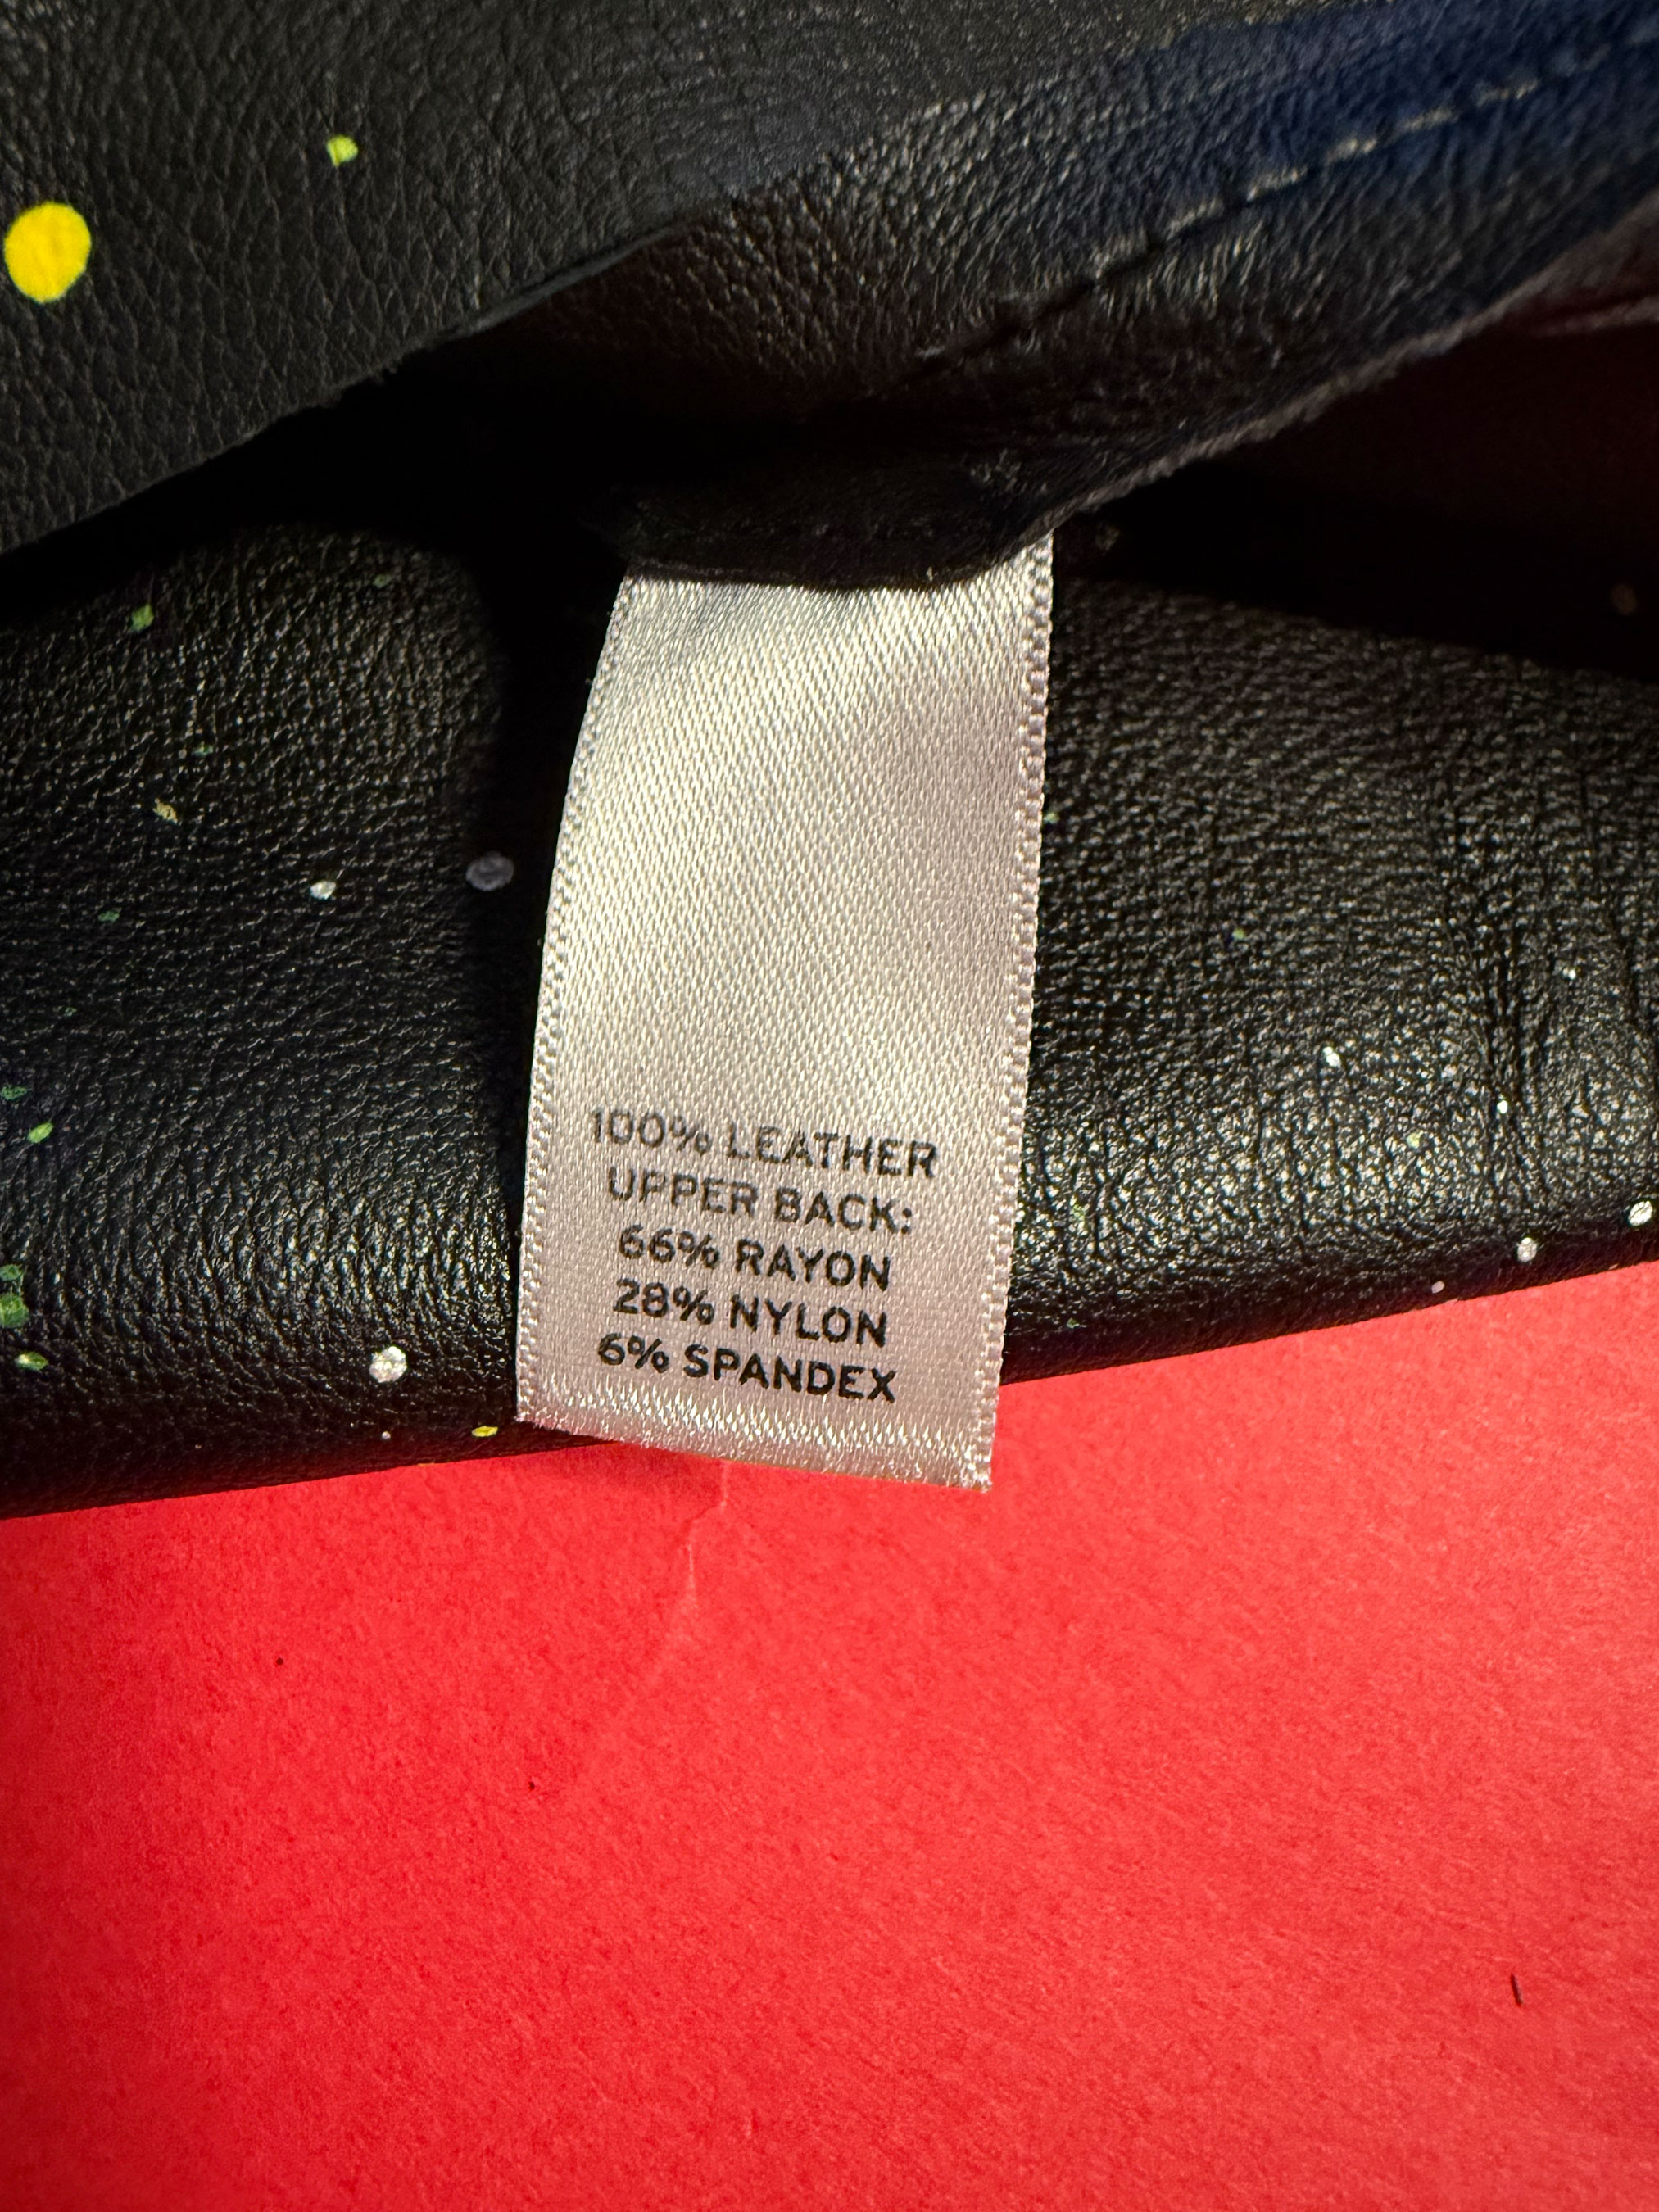 100% LEATHER
UPPER BACK:
66% RAYON
28% NYLON
6% SPANDEX